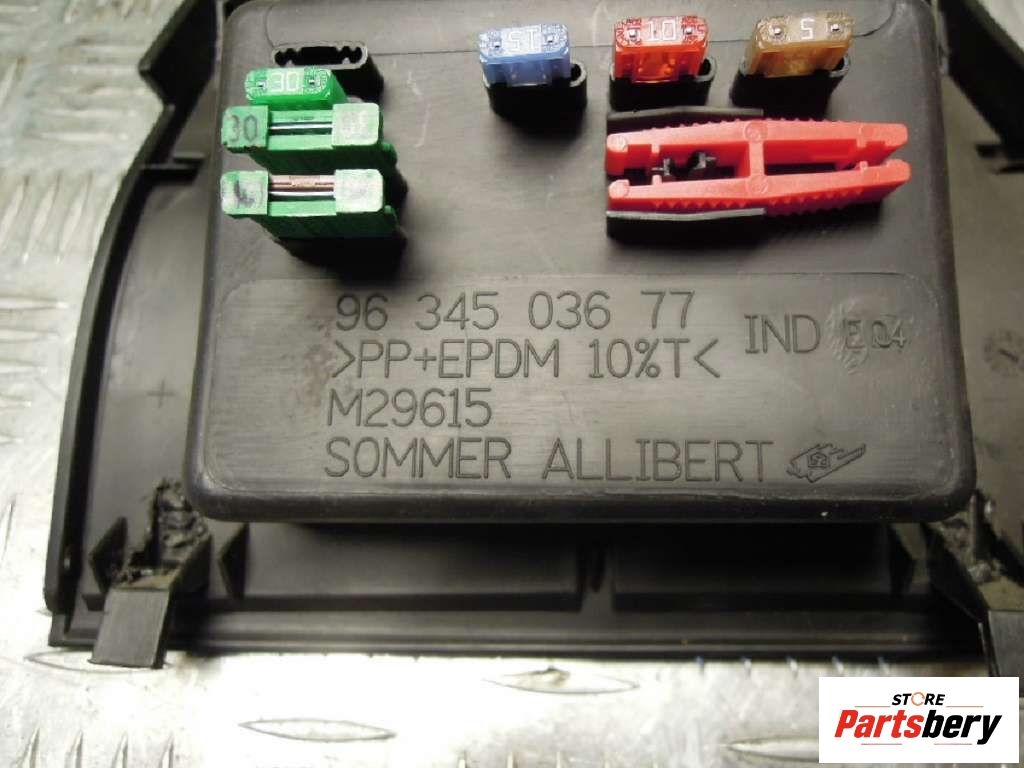 15 10 5
30
30
96 345 036 77
IND E04
>PP+EPDM 10%T<
M29615
SOMMER ALLIBERT
STORE
Partsbery